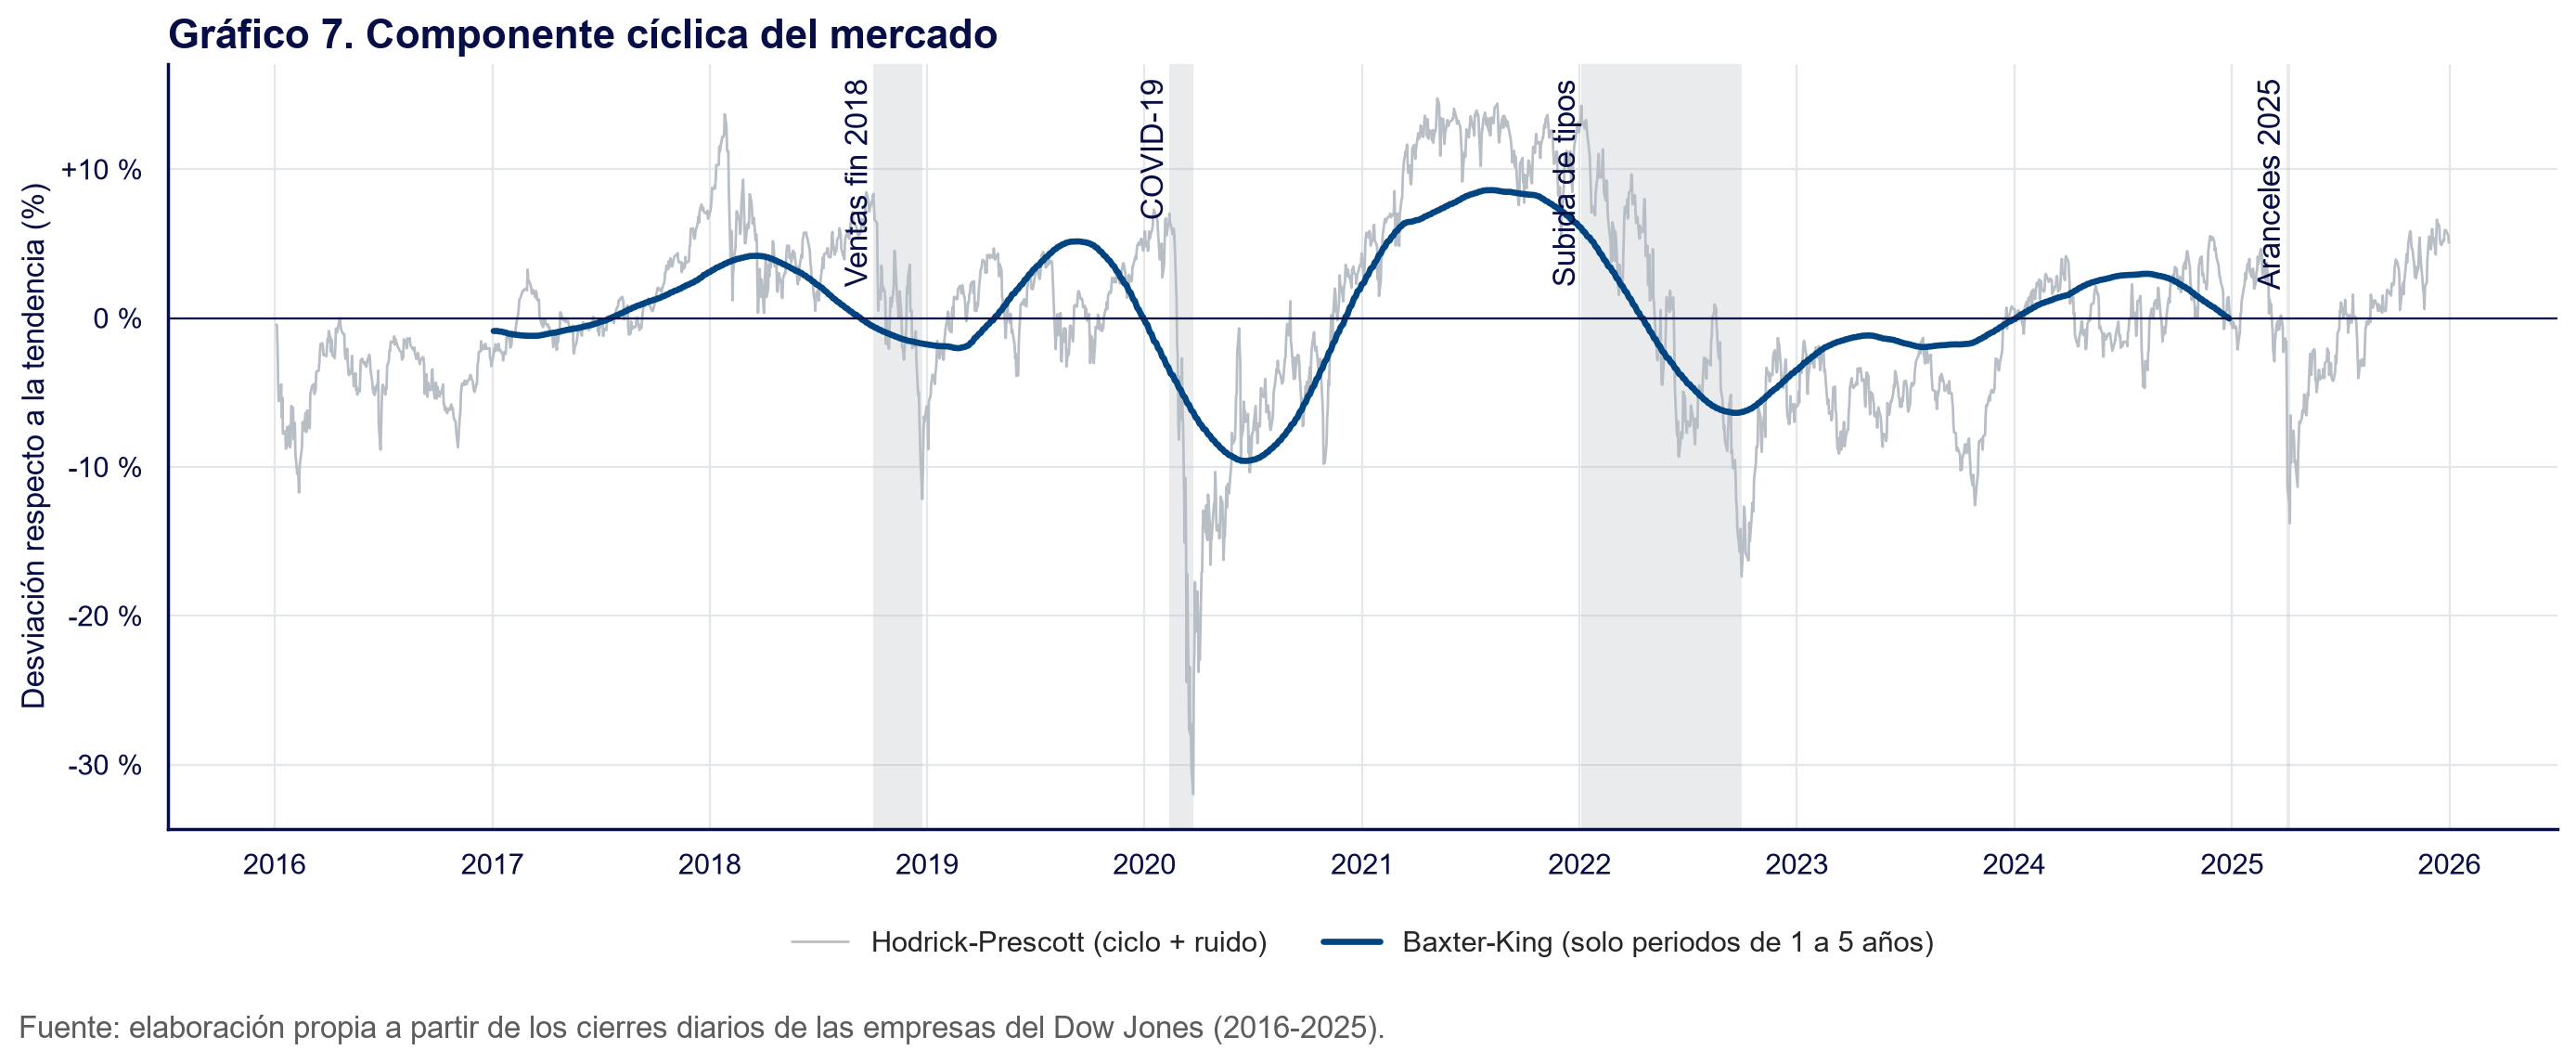 Gráfico 7. Componente cíclica del mercado
Desviación respecto a la tendencia (%)
+10 %
0 %
-10 %
-20 %
-30 %
Ventas fin 2018
COVID-19
Subida de tipos
Aranceles 2025
2016 2017 2018 2019 2020 2021 2022 2023 2024 2025 2026
Hodrick-Prescott (ciclo + ruido) Baxter-King (solo periodos de 1 a 5 años)
Fuente: elaboración propia a partir de los cierres diarios de las empresas del Dow Jones (2016-2025).